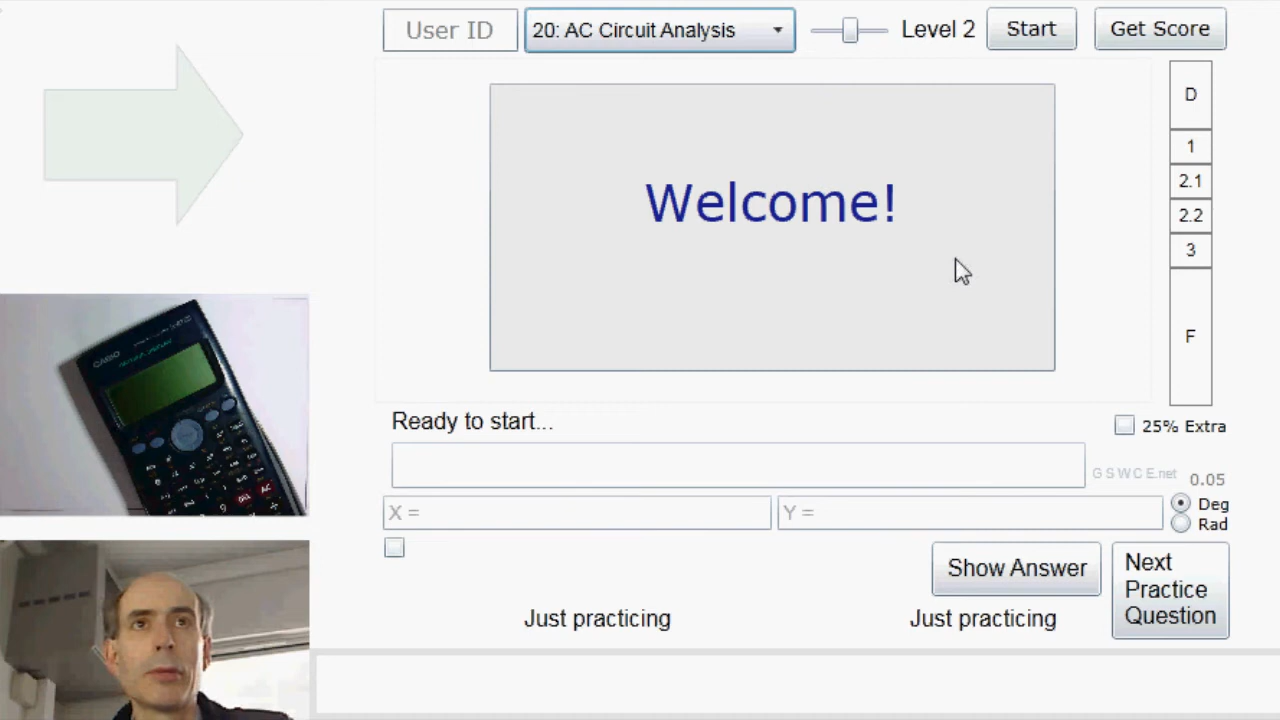 User ID
20: AC Circuit Analysis
Level 2
Start
Get Score
Welcome!
D
1
2.1
2.2
3
F
CASIO
Ready to start...
25% Extra
G S W C E.net
0.05
X =
Y =
Deg
Rad
Show Answer
Next
Practice
Question
Just practicing
Just practicing